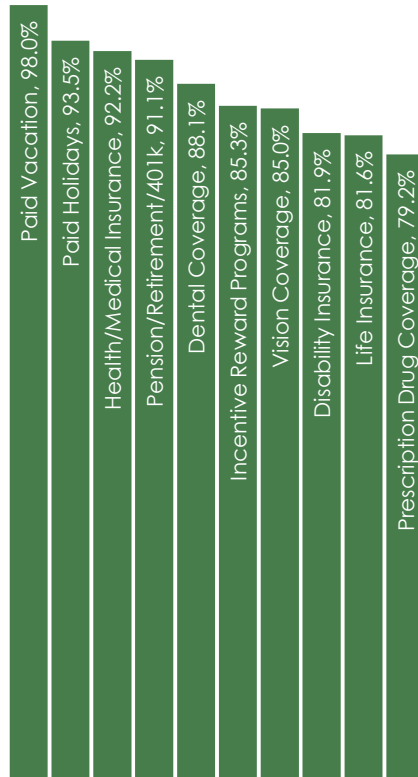 Paid Vacation, 98.0%
Paid Holidays, 93.5%
Health/Medical Insurance, 92.2%
Pension/Retirement/401k, 91.1%
Dental Coverage, 88.1%
Incentive Reward Programs, 85.3%
Vision Coverage, 85.0%
Disability Insurance, 81.9%
Life Insurance, 81.6%
Prescription Drug Coverage, 79.2%